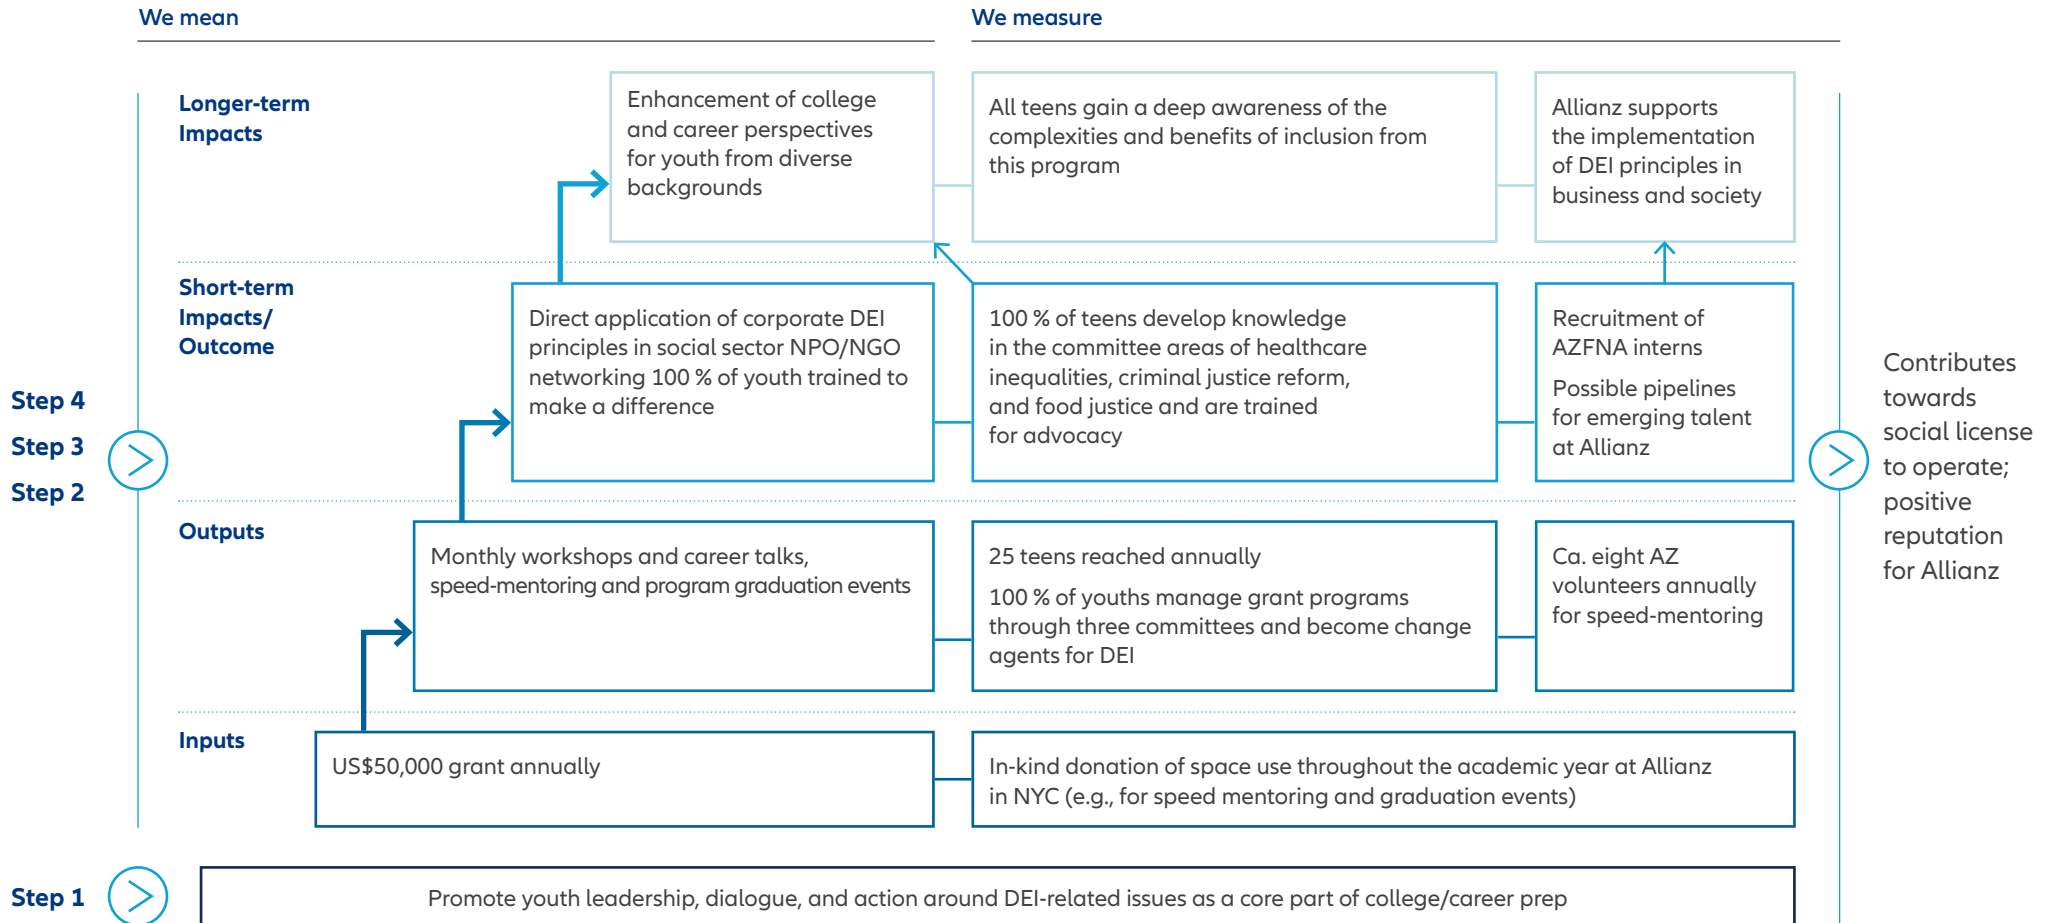 We mean
We measure
Longer-term
Impacts
Enhancement of college
and career perspectives
for youth from diverse
backgrounds
All teens gain a deep awareness of the
complexities and benefits of inclusion from
this program
Allianz supports
the implementation
of DEI principles in
business and society
Short-term
Impacts/
Outcome
Direct application of corporate DEI
principles in social sector NPO/NGO
networking 100 % of youth trained to
make a difference
100 % of teens develop knowledge
in the committee areas of healthcare
inequalities, criminal justice reform,
and food justice and are trained
for advocacy
Recruitment of
AZFNA interns
Possible pipelines
for emerging talent
at Allianz
Step 4
Step 3
Step 2
Contributes
towards
social license
to operate;
positive
reputation
for Allianz
Outputs
Monthly workshops and career talks,
speed-mentoring and program graduation events
25 teens reached annually
100 % of youths manage grant programs
through three committees and become change
agents for DEI
Ca. eight AZ
volunteers annually
for speed-mentoring
Inputs
US$50,000 grant annually
In-kind donation of space use throughout the academic year at Allianz
in NYC (e.g., for speed mentoring and graduation events)
Step 1
Promote youth leadership, dialogue, and action around DEI-related issues as a core part of college/career prep